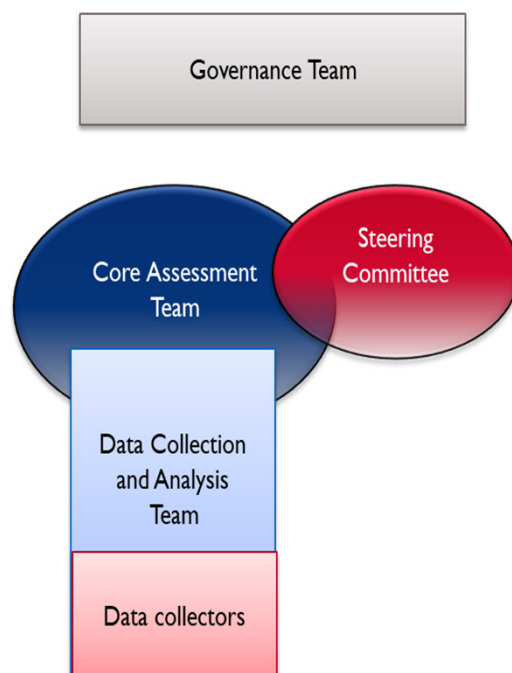 Governance Team
Core Assessment
Team
Steering
Committee
Data Collection
and Analysis
Team
Data collectors